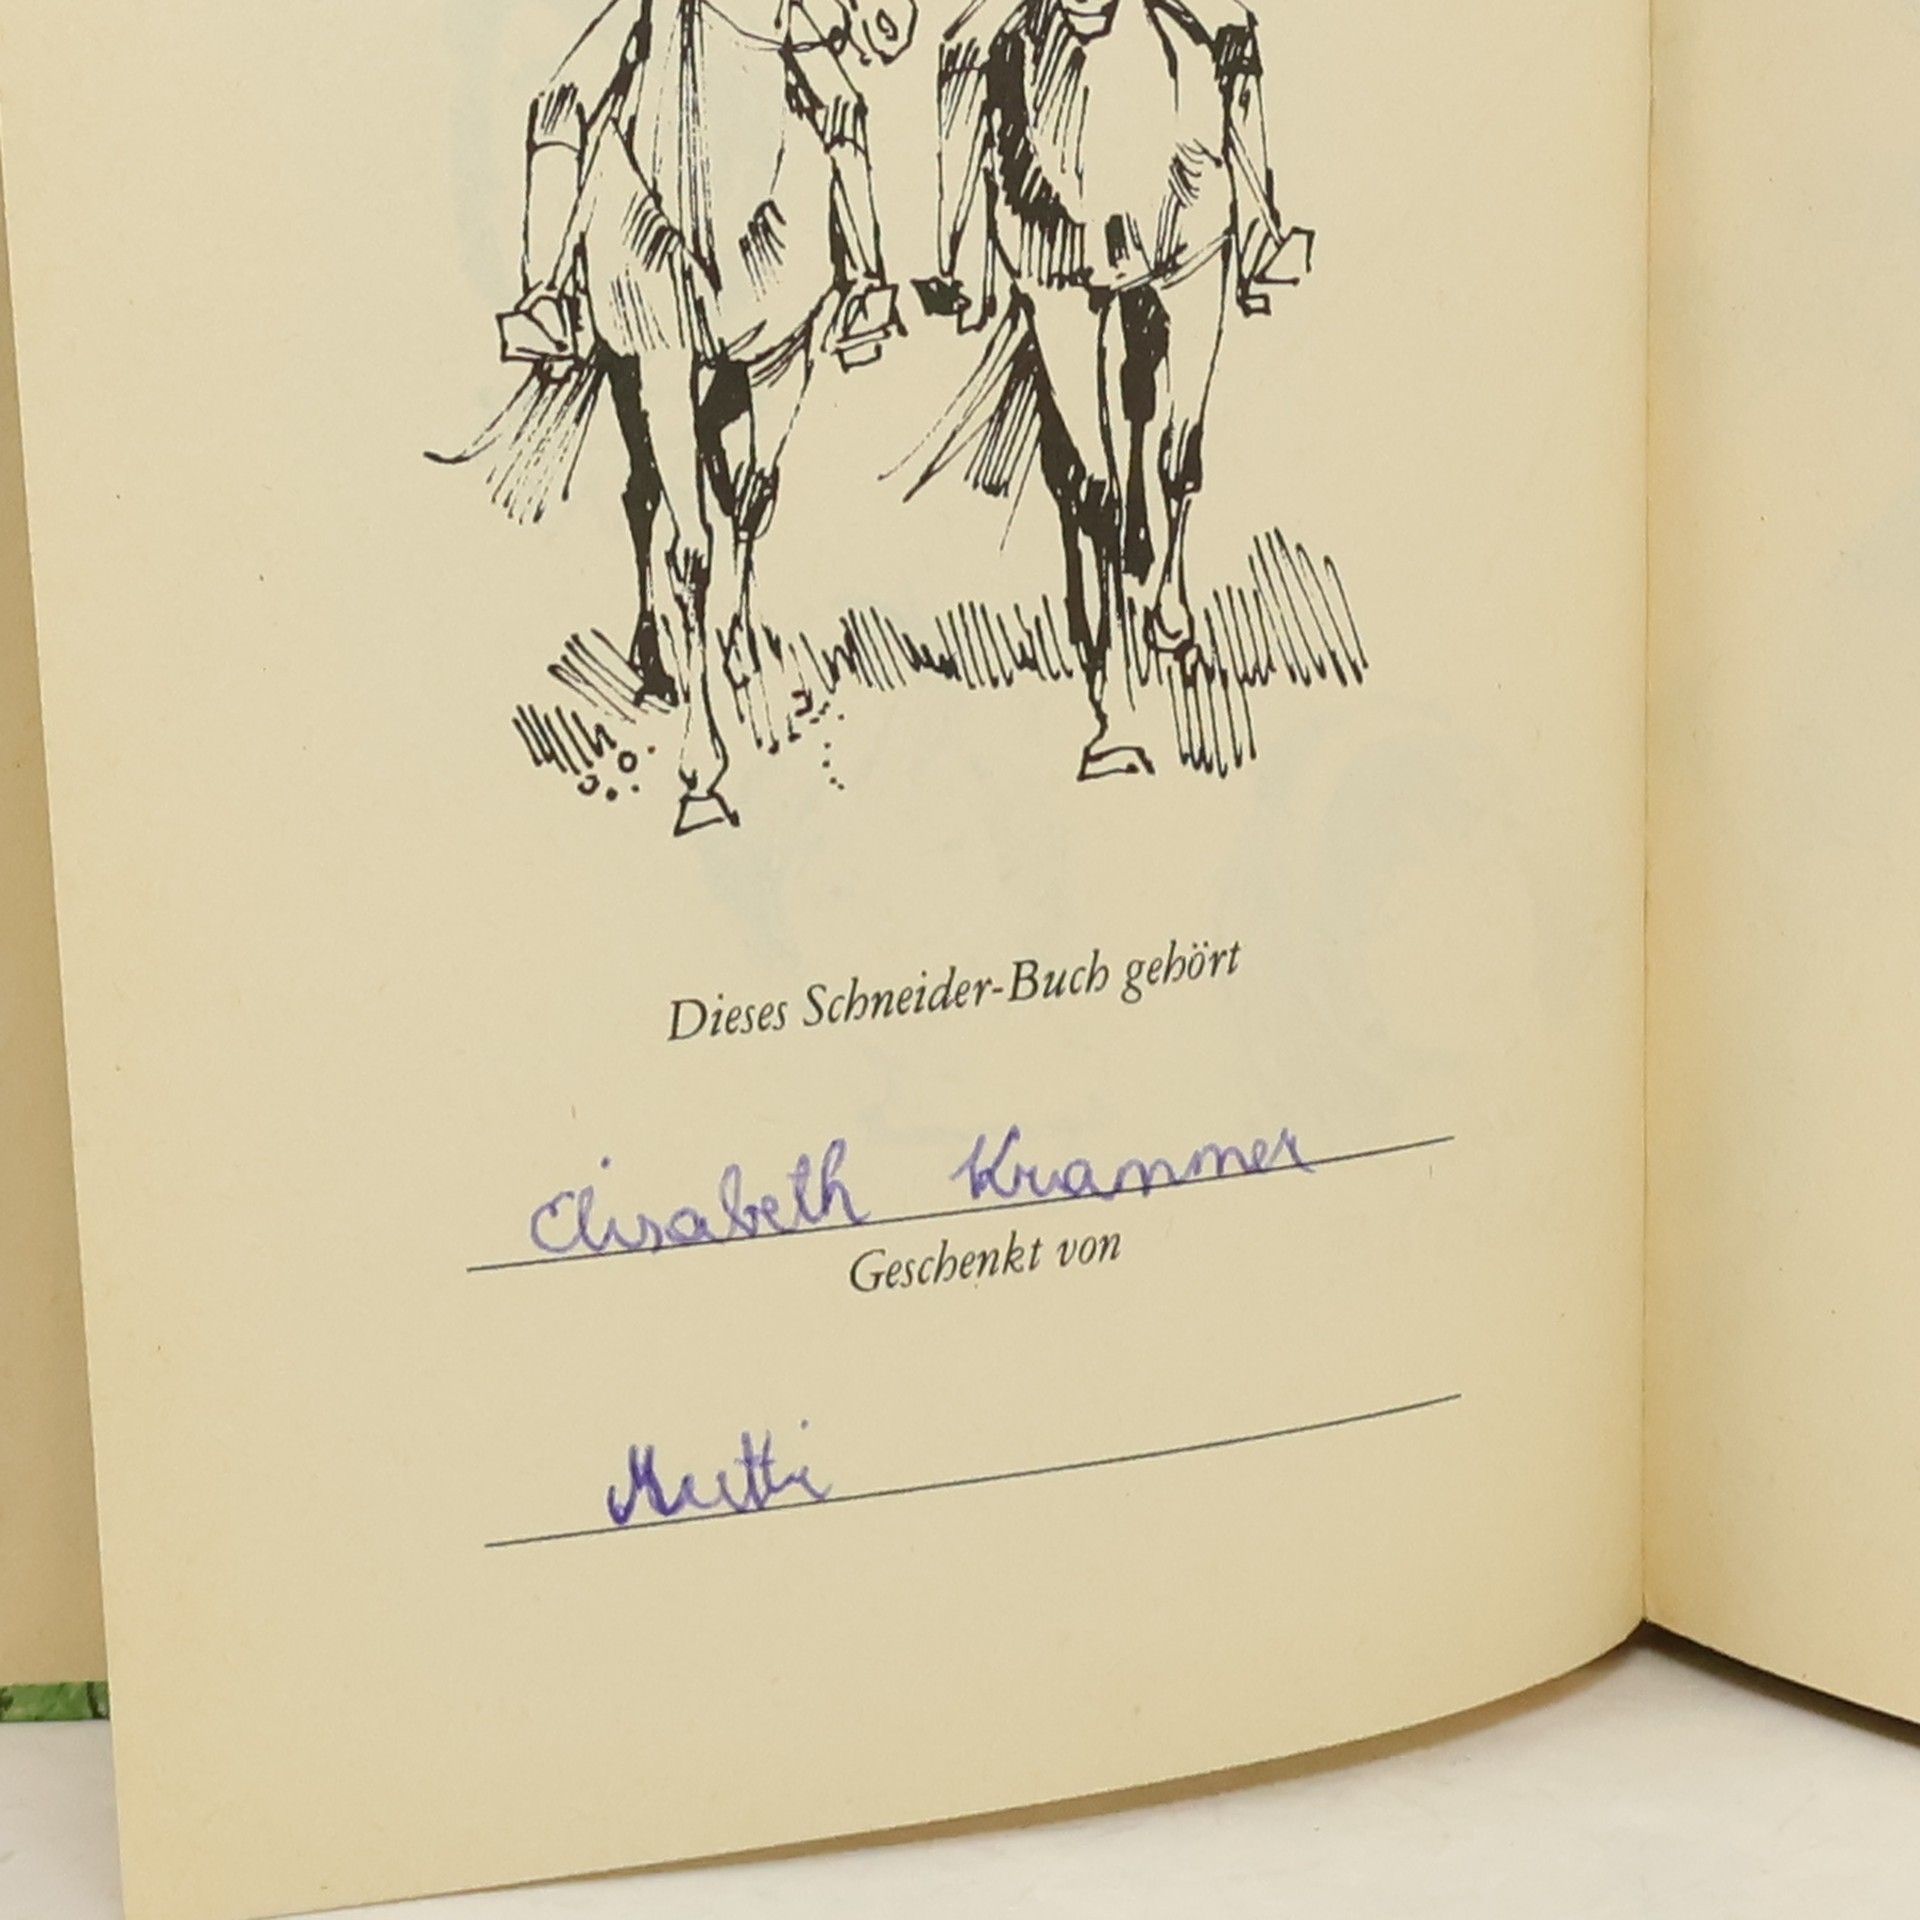 Dieses Schneider-Buch gehört
Elisabeth Krammer
Geschenkt von
Mutti